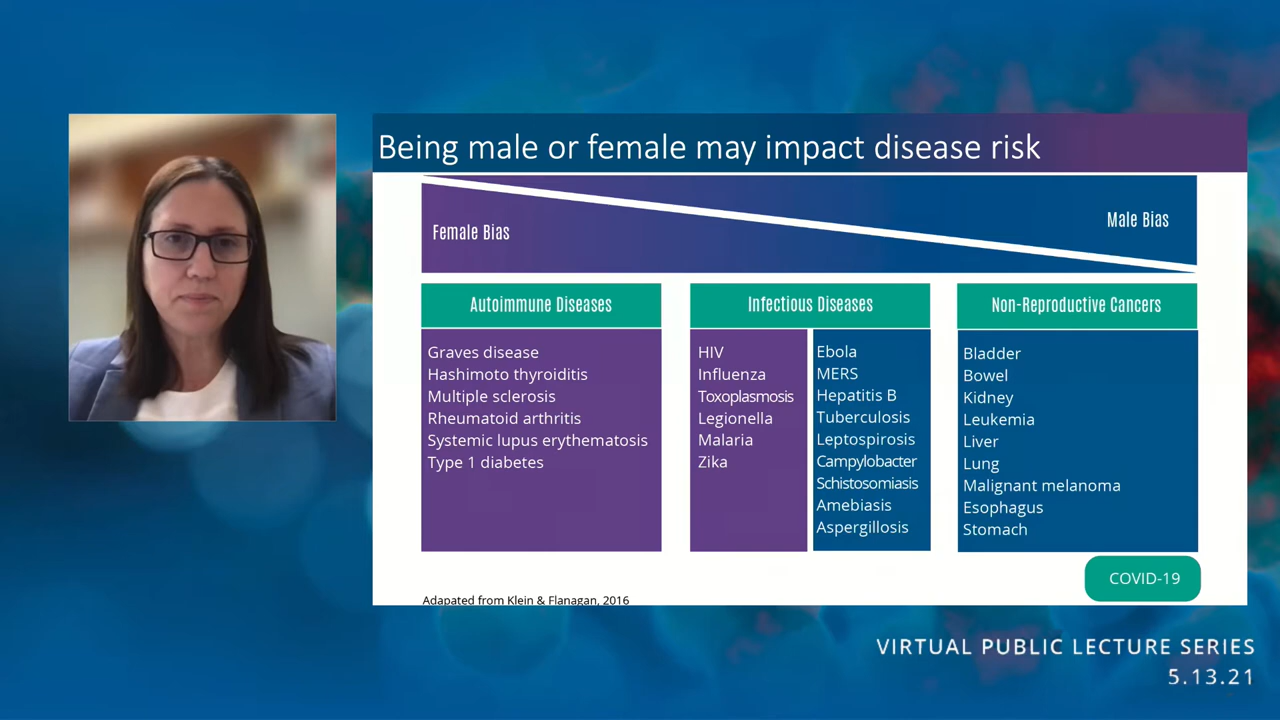 Being male or female may impact disease risk
Female Bias
Male Bias
Autoimmune Diseases
Graves disease
Hashimoto thyroiditis
Multiple sclerosis
Rheumatoid arthritis
Systemic lupus erythematosis
Type 1 diabetes
Infectious Diseases
HIV
Influenza
Toxoplasmosis
Legionella
Malaria
Zika
Ebola
MERS
Hepatitis B
Tuberculosis
Leptospirosis
Campylobacter
Schistosomiasis
Amebiasis
Aspergillosis
Non-Reproductive Cancers
Bladder
Bowel
Kidney
Leukemia
Liver
Lung
Malignant melanoma
Esophagus
Stomach
COVID-19
Adapated from Klein & Flanagan, 2016
VIRTUAL PUBLIC LECTURE SERIES
5.13.21